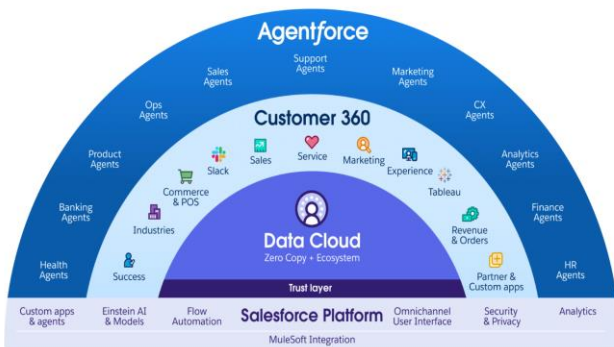 Agentforce
Health
Agents
Banking
Agents
Product
Agents
Ops
Agents
Sales
Agents
Support
Agents
Marketing
Agents
CX
Agents
Analytics
Agents
Finance
Agents
HR
Agents
Customer 360
Success
Industries
Commerce
& POS
Slack
Sales
Service
Marketing
Experience
Tableau
Revenue
& Orders
Partner &
Custom apps
Data Cloud
Zero Copy + Ecosystem
Trust layer
Custom apps
& agents
Einstein AI
& Models
Flow
Automation
Salesforce Platform
Omnichannel
User Interface
Security
& Privacy
Analytics
MuleSoft Integration